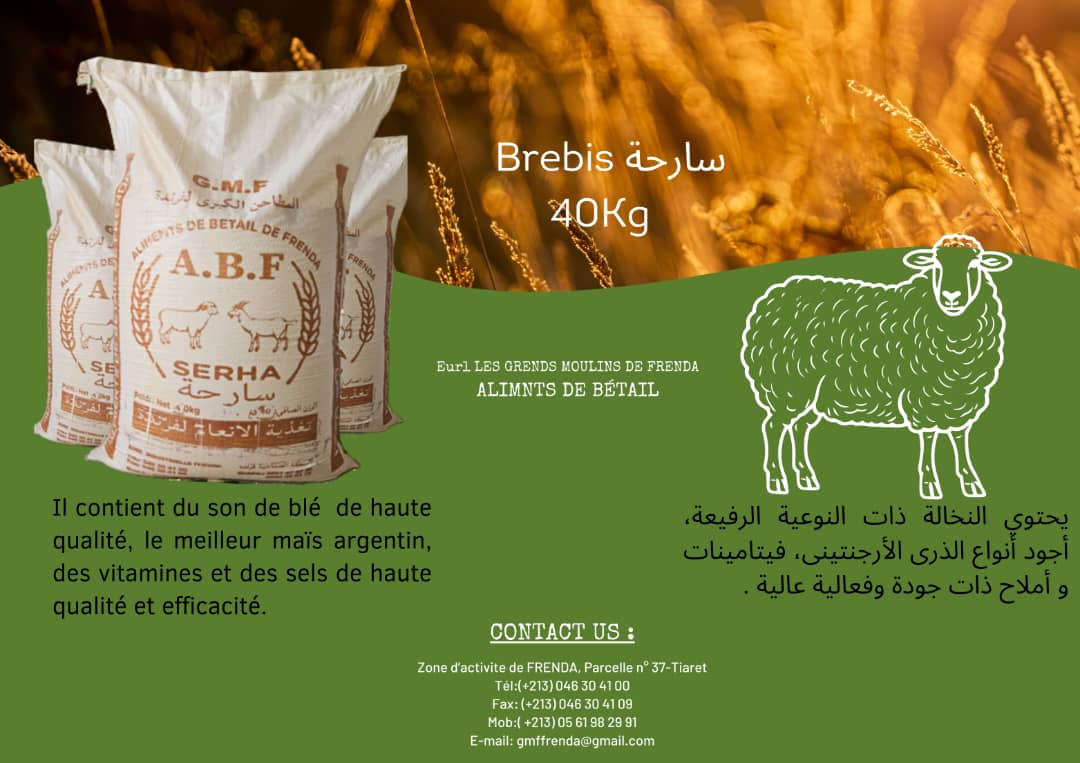 G.M.F
المطاحن الكبرى لفرندة
ALIMENTS DE BETAIL DE FRENDA
A.B.F
SERHA
سارحة
تغذية الانعام لفرندة
Brebis سارحة
40Kg
Eurl LES GRENDS MOULINS DE FRENDA
ALIMNTS DE BÉTAIL
Il contient du son de blé de haute
qualité, le meilleur maïs argentin,
des vitamines et des sels de haute
qualité et efficacité.
يحتوي النخالة ذات النوعية الرفيعة،
أجود أنواع الذرى الأرجنتينى، فيتامينات
و أملاح ذات جودة وفعالية عالية .
CONTACT US :
Zone d'activite de FRENDA, Parcelle n° 37-Tiaret
Tél:(+213) 046 30 41 00
Fax: (+213) 046 30 41 09
Mob:( +213) 05 61 98 29 91
E-mail: gmffrenda@gmail.com